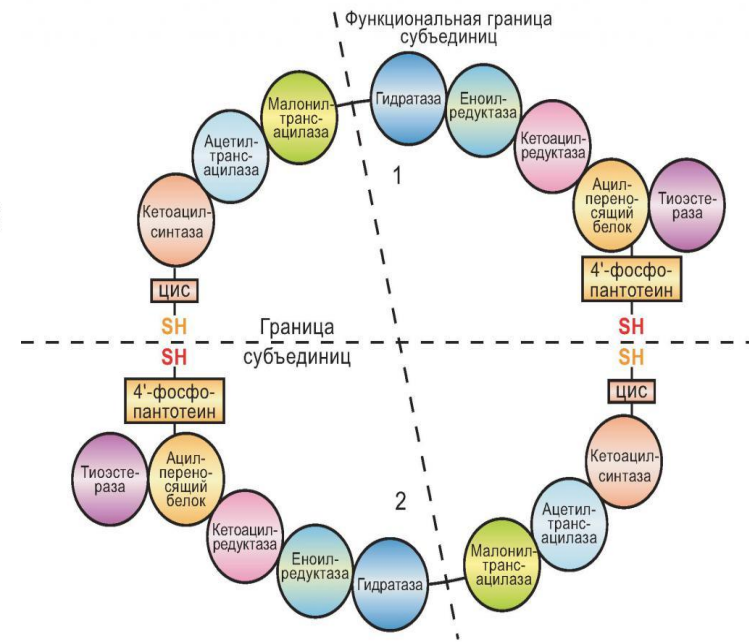 Функциональная граница
субъединиц
Малонил-
транс-
ацилаза
Гидратаза
Еноил-
редуктаза
Ацетил-
транс-
ацилаза
Кетоацил-
редуктаза
1
Кетоацил-
синтаза
Ацил-
перено-
сящий
белок
Тиоэсте-
раза
ЦИС
4'-фосфо-
пантотеин
SH
SH
Граница
субъединиц
SH
SH
4'-фосфо-
пантотеин
ЦИС
Тиоэсте-
раза
Ацил-
перено-
сящий
белок
Кетоацил-
синтаза
2
Кетоацил-
редуктаза
Ацетил-
транс-
ацилаза
Еноил-
редуктаза
Гидратаза
Малонил-
транс-
ацилаза